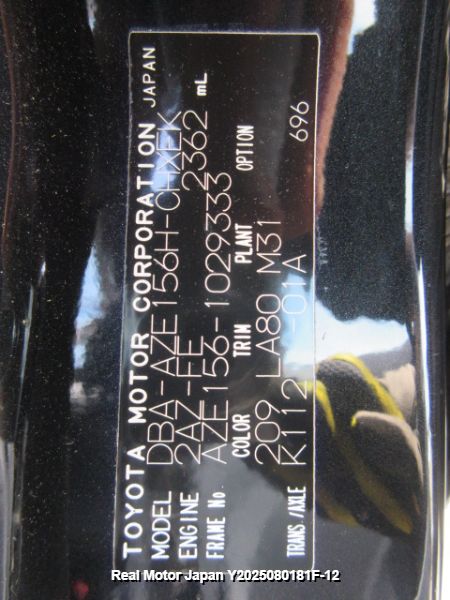 TOYOTA MOTOR CORPORATION JAPAN
MODEL DBA-AZE156H-CHXEK
ENGINE 2AZ-FE 2362 mL
FRAME No. AZE156-1029333
COLOR TRIM PLANT OPTION
209 LA80 M31
TRANS./AXLE K112 -01A 696
Real Motor Japan Y2025080181F-12